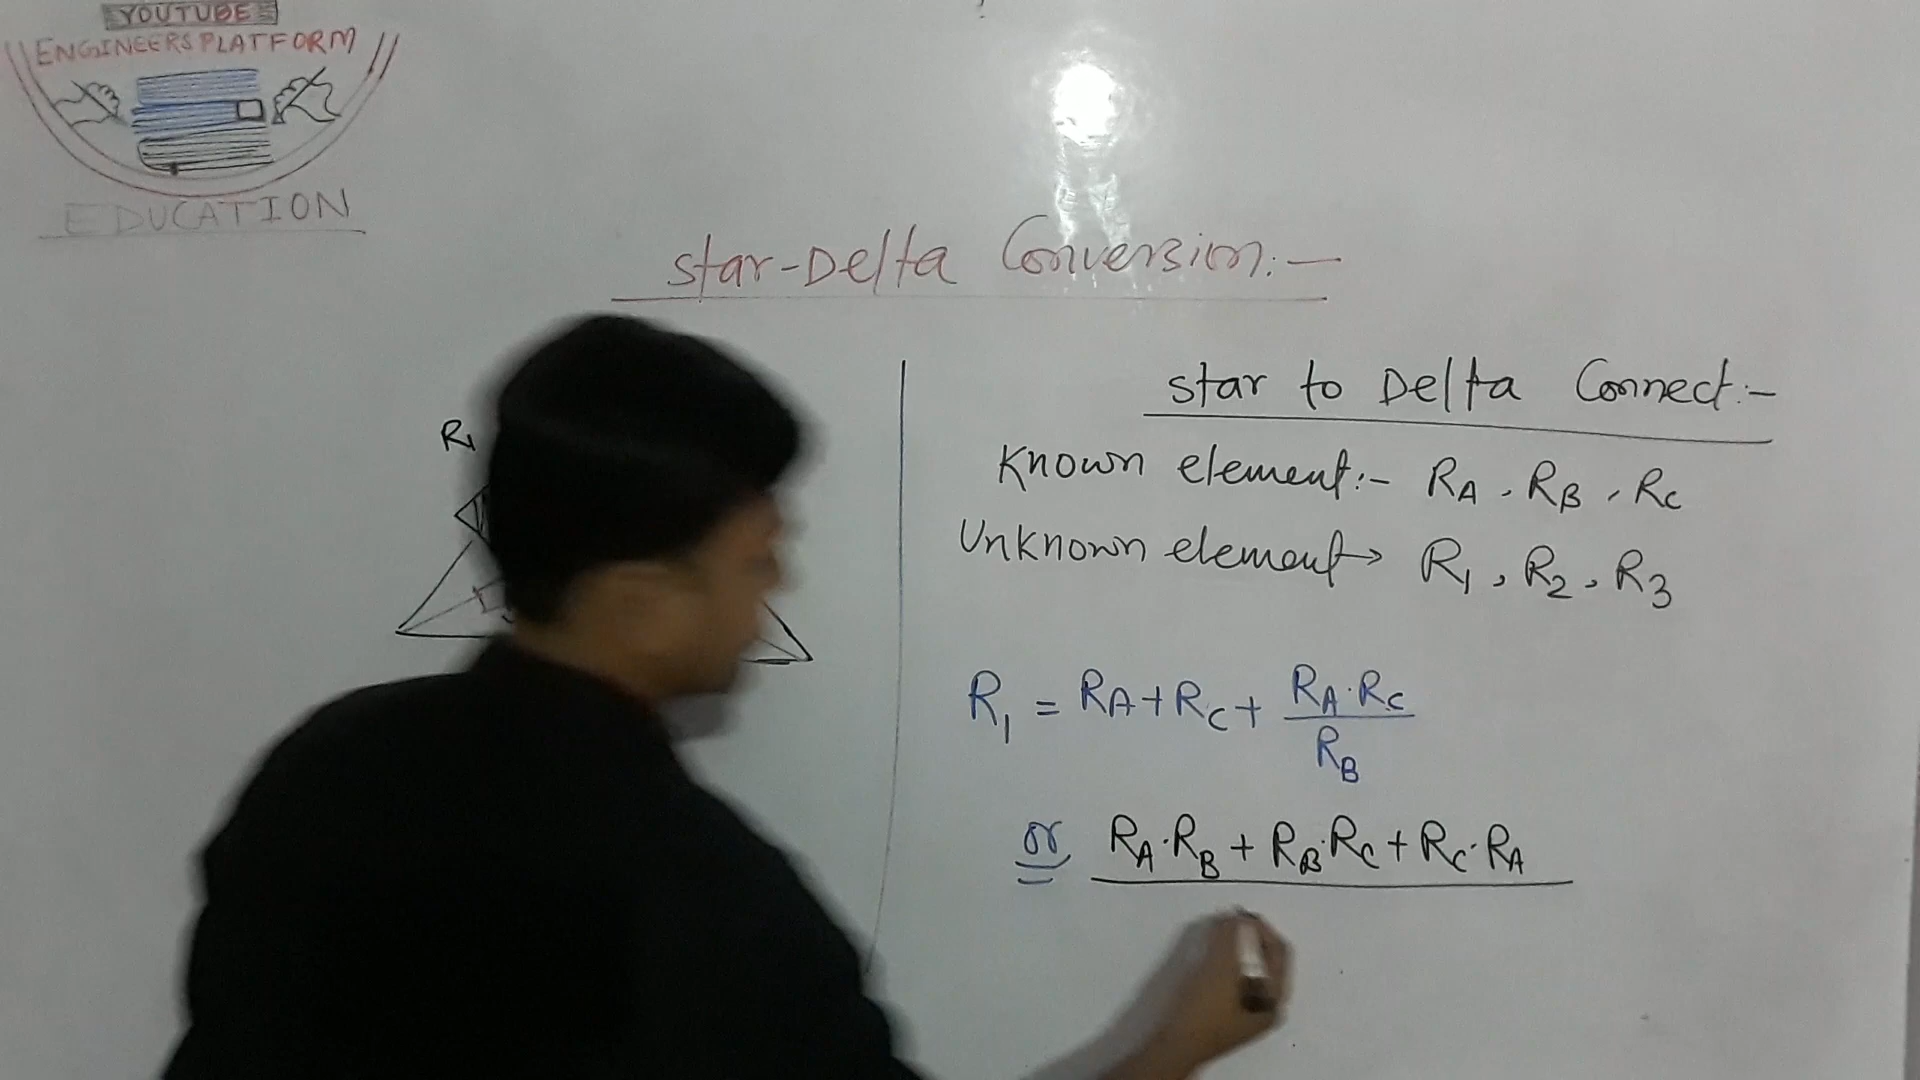 YOUTUBE
ENGINEERS PLATFORM
EDUCATION
Star-Delta Conversion:-
R1
Star to Delta Connect:-
Known element:- RA, RB, RC
Unknown element→ R1, R2, R3
R1 = RA + RC + RA·RC / RB
or RA·RB + RB·RC + RC·RA